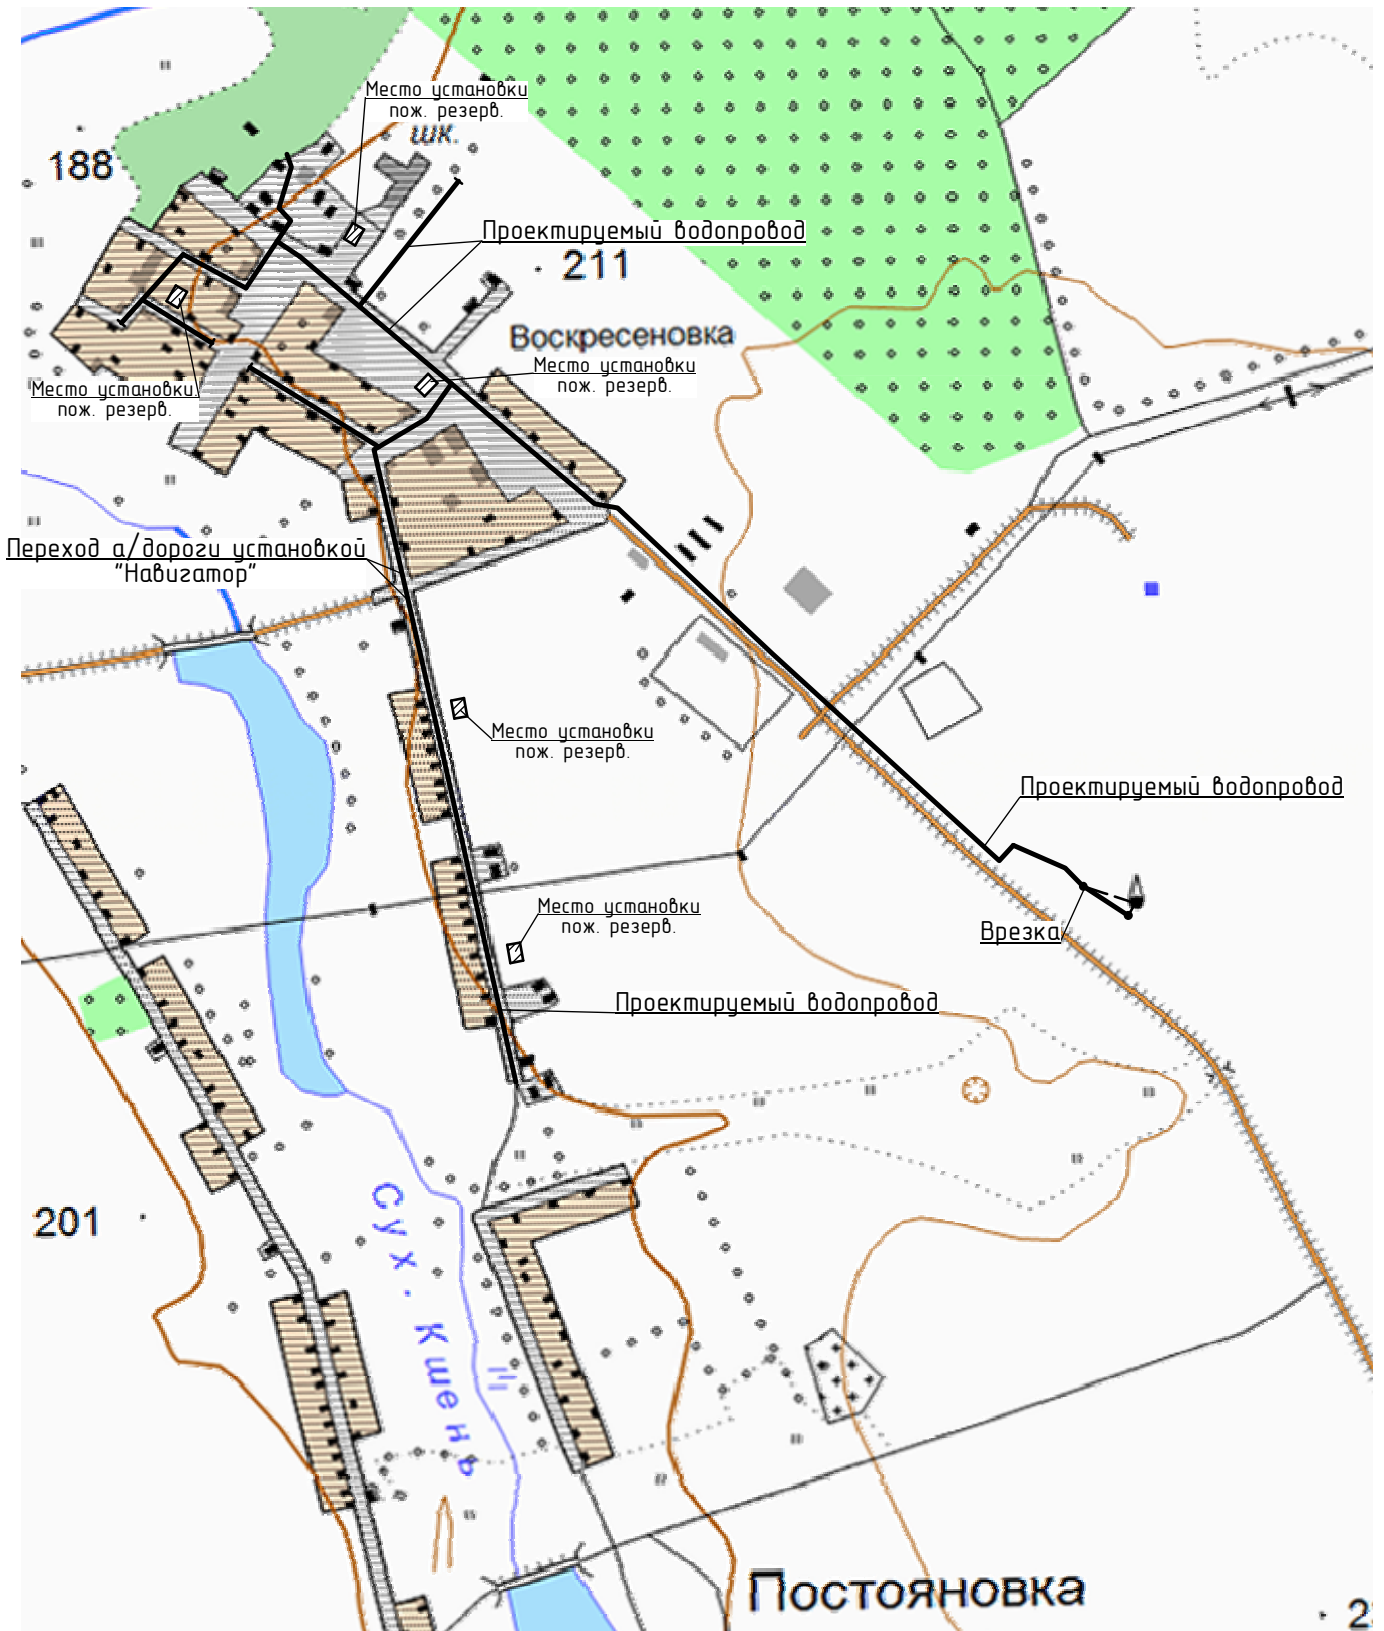 Место установки
пож. резерв.
шк.
188
Проектируемый водопровод
211
Воскресеновка
Место установки
пож. резерв.
Место установки
пож. резерв.
Переход а/дороги установкой
"Навигатор"
Место установки
пож. резерв.
Проектируемый водопровод
Место установки
пож. резерв.
Врезка
Проектируемый водопровод
201
Сух. Кшень
Постояновка